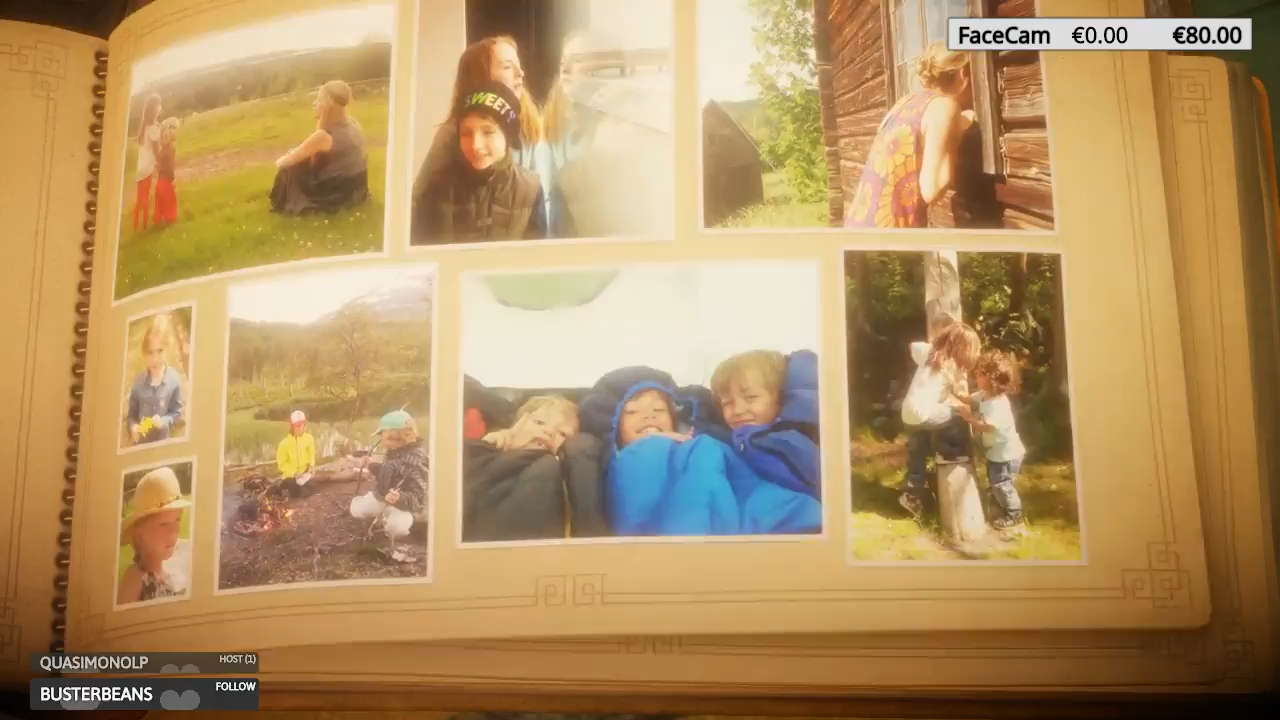 FaceCam €0.00 €80.00
SWEET
QUASIMONOLP HOST (1)
BUSTERBEANS FOLLOW